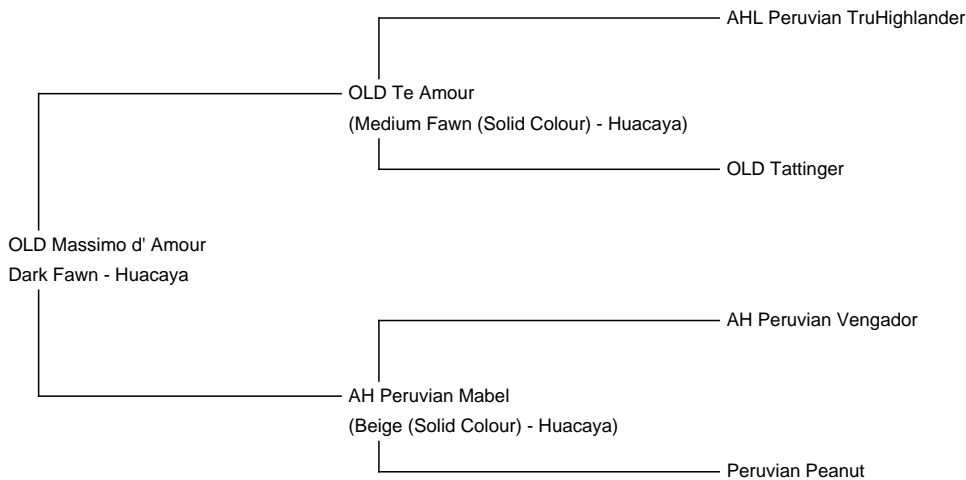 AHL Peruvian TruHighlander
OLD Te Amour
(Medium Fawn (Solid Colour) - Huacaya)
OLD Tattinger
OLD Massimo d' Amour
Dark Fawn - Huacaya
AH Peruvian Vengador
AH Peruvian Mabel
(Beige (Solid Colour) - Huacaya)
Peruvian Peanut